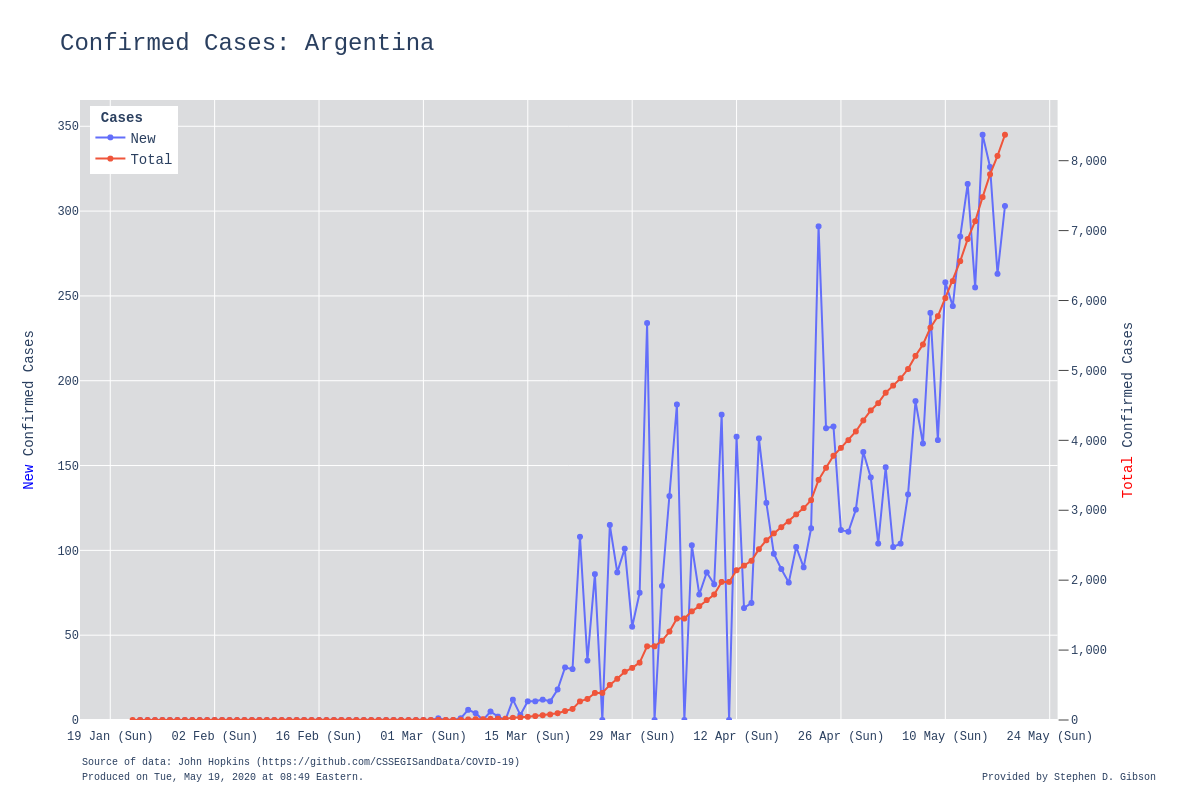 Confirmed Cases: Argentina
Cases
New
Total
350
300
250
200
150
100
50
0
8,000
7,000
6,000
5,000
4,000
3,000
2,000
1,000
0
New Confirmed Cases
Total Confirmed Cases
19 Jan (Sun) 02 Feb (Sun) 16 Feb (Sun) 01 Mar (Sun) 15 Mar (Sun) 29 Mar (Sun) 12 Apr (Sun) 26 Apr (Sun) 10 May (Sun) 24 May (Sun)
Source of data: John Hopkins (https://github.com/CSSEGISandData/COVID-19)
Produced on Tue, May 19, 2020 at 08:49 Eastern.
Provided by Stephen D. Gibson